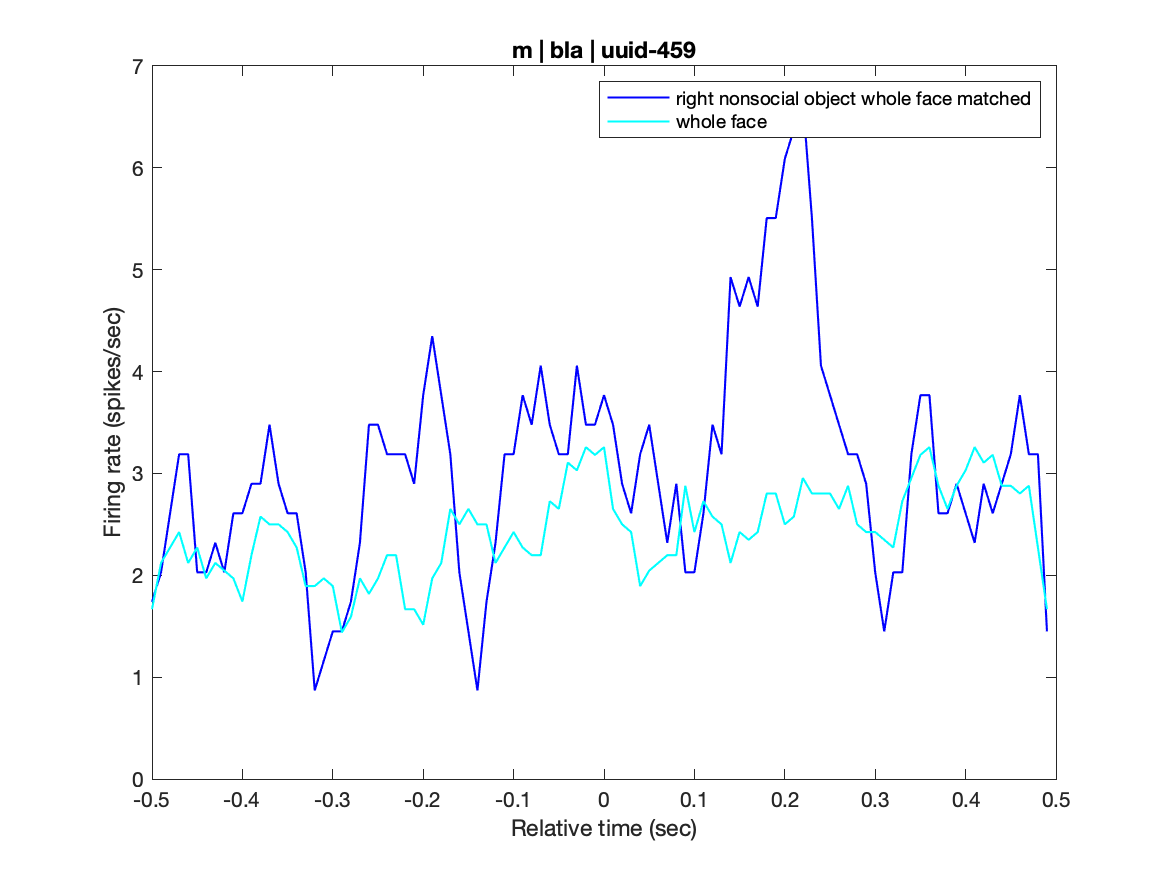 m | bla | uuid-459
right nonsocial object whole face matched
whole face
7
6
5
4
3
2
1
0
Firing rate (spikes/sec)
-0.5 -0.4 -0.3 -0.2 -0.1 0 0.1 0.2 0.3 0.4 0.5
Relative time (sec)